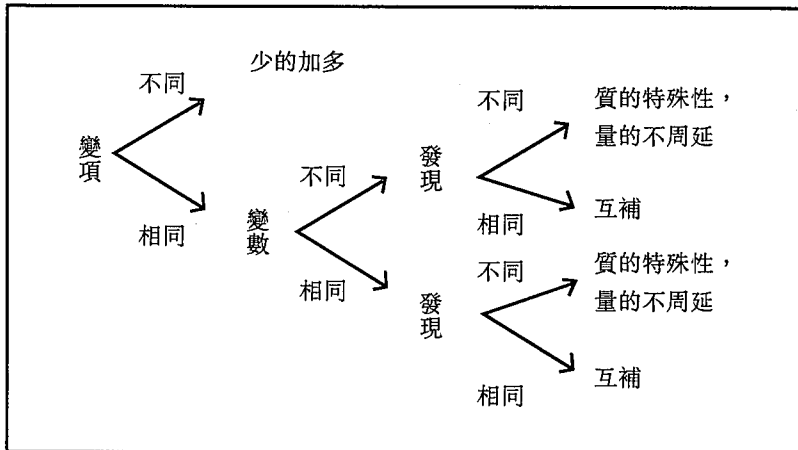 少的加多
不同
變項
相同
不同
變數
相同
發現
不同
質的特殊性，
量的不周延
相同
互補
發現
不同
質的特殊性，
量的不周延
相同
互補